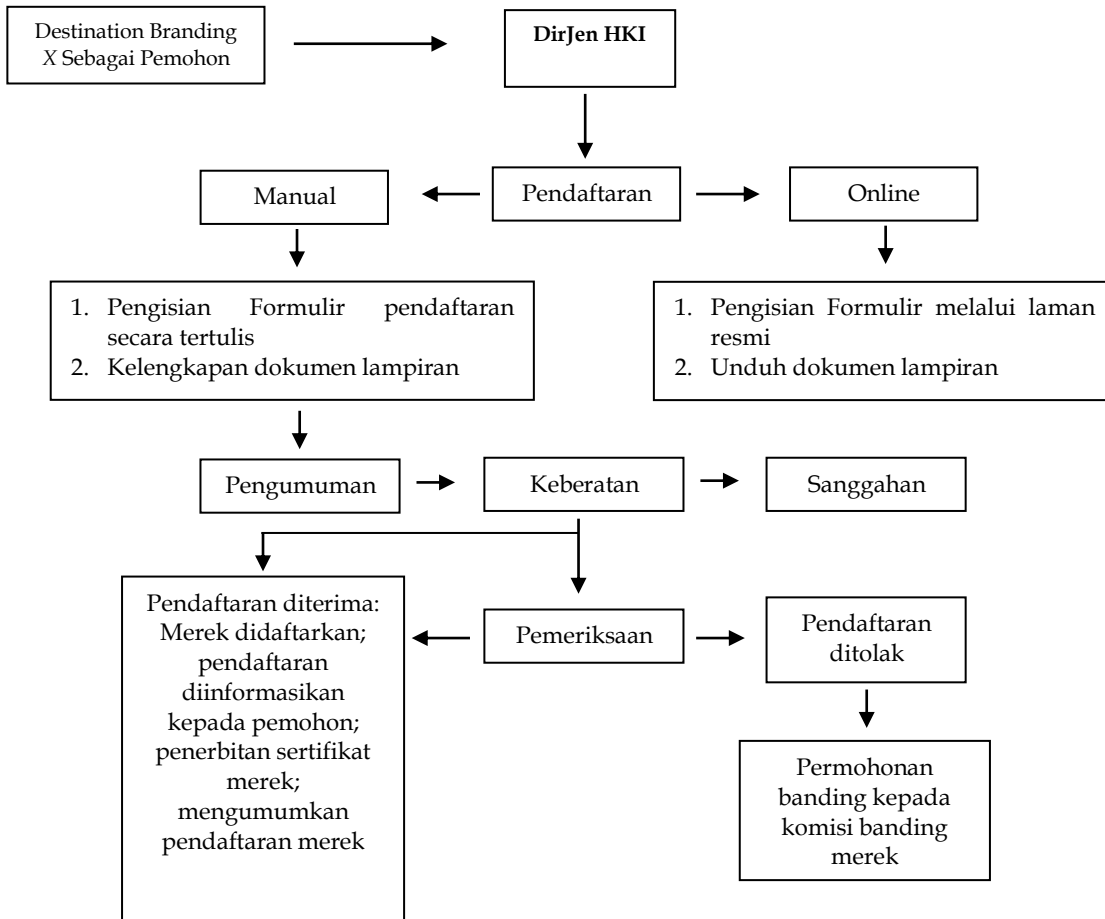 Destination Branding
X Sebagai Pemohon
DirJen HKI
Manual
Pendaftaran
Online
1. Pengisian Formulir pendaftaran
secara tertulis
2. Kelengkapan dokumen lampiran
1. Pengisian Formulir melalui laman
resmi
2. Unduh dokumen lampiran
Pengumuman
Keberatan
Sanggahan
Pendaftaran diterima:
Merek didaftarkan;
pendaftaran
diinformasikan
kepada pemohon;
penerbitan sertifikat
merek;
mengumumkan
pendaftaran merek
Pemeriksaan
Pendaftaran
ditolak
Permohonan
banding kepada
komisi banding
merek